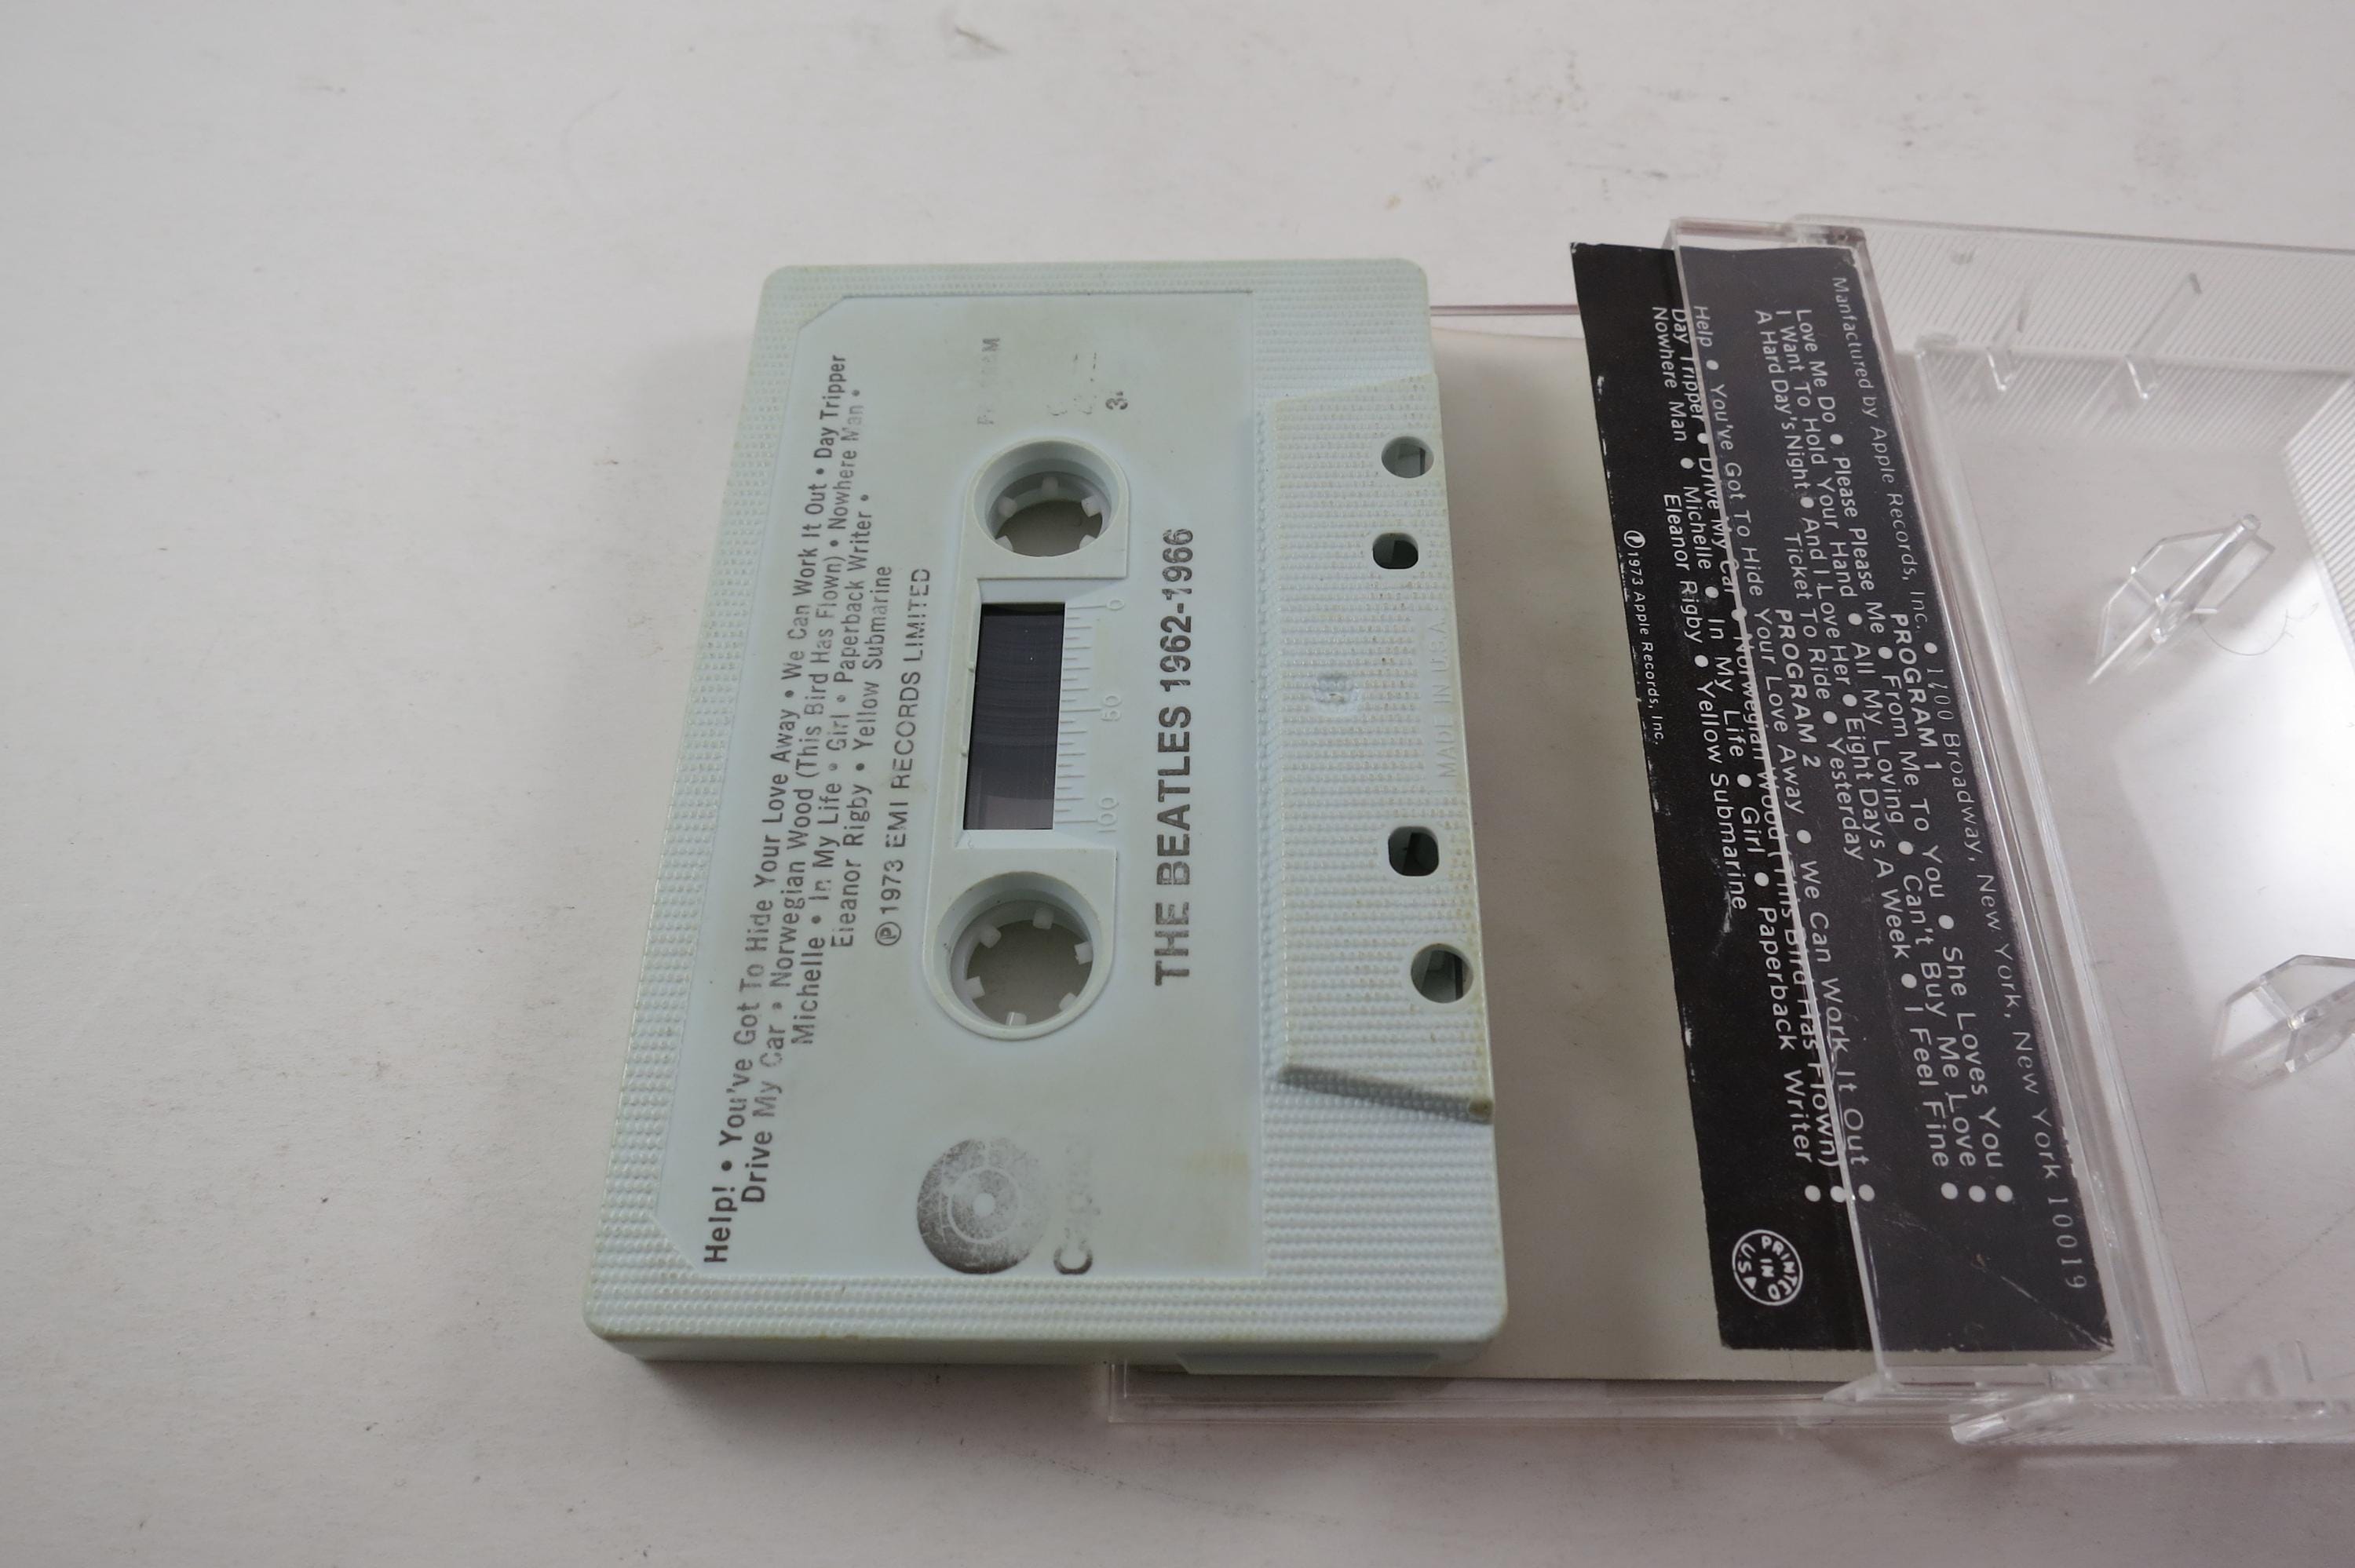 Help! • You've Got To Hide Your Love Away • We Can Work It Out • Day Tripper
Drive My Car • Norwegian Wood (This Bird Has Flown) • Nowhere Man •
Michelle • In My Life • Girl • Paperback Writer •
Eleanor Rigby • Yellow Submarine
℗ 1973 EMI RECORDS LIMITED
0 50 100
3
THE BEATLES 1962-1966
MADE IN U.S.A.
Manfactured by Apple Records, Inc. • 1700 Broadway, New York, New York 10019
PROGRAM 1
Love Me Do • Please Please Me • From Me To You • She Loves You •
I Want To Hold Your Hand • All My Loving • Can't Buy Me Love •
A Hard Day's Night • And I Love Her • Eight Days A Week • I Feel Fine •
Ticket To Ride • Yesterday
PROGRAM 2
Help • You've Got To Hide Your Love Away • We Can Work It Out •
Day Tripper • Drive My Car • Norwegian Wood (This Bird Has Flown) •
Nowhere Man • Michelle • In My Life • Girl • Paperback Writer •
Eleanor Rigby • Yellow Submarine
℗ 1973 Apple Records, Inc.
PRINTED IN USA